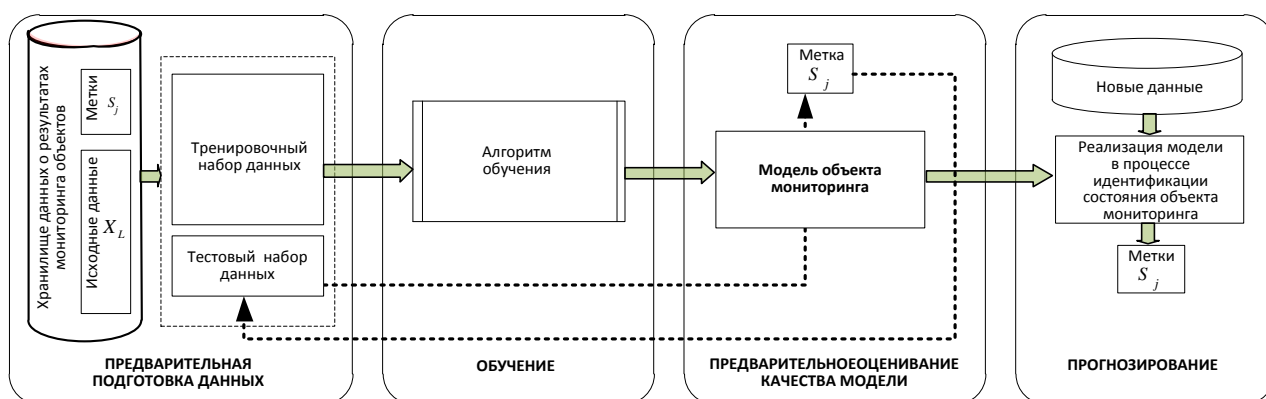 Хранилище данных о результатах
мониторинга объектов
Метки S_j
Исходные данные X_L
Тренировочный
набор данных
Тестовый набор
данных
ПРЕДВАРИТЕЛЬНАЯ
ПОДГОТОВКА ДАННЫХ
Алгоритм
обучения
ОБУЧЕНИЕ
Метка
S_j
Модель объекта
мониторинга
ПРЕДВАРИТЕЛЬНОЕОЦЕНИВАНИЕ
КАЧЕСТВА МОДЕЛИ
Новые данные
Реализация модели
в процессе
идентификации
состояния объекта
мониторинга
Метки
S_j
ПРОГНОЗИРОВАНИЕ